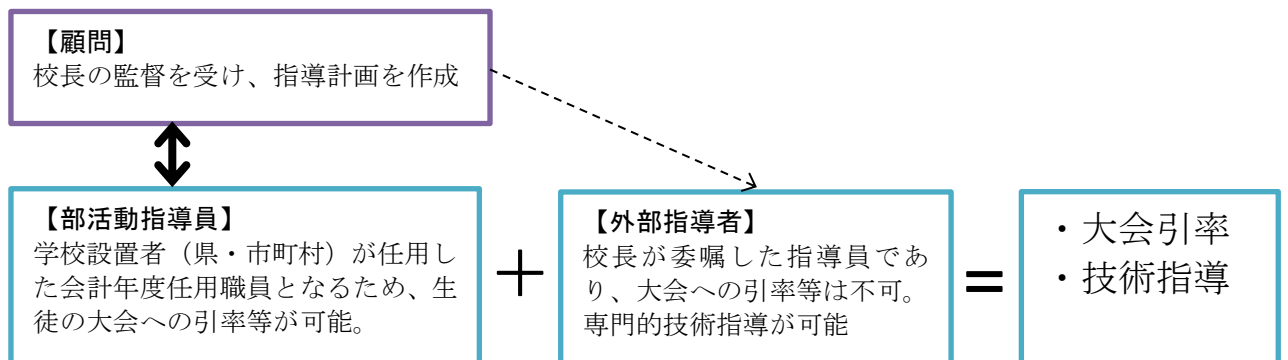 【顧問】
校長の監督を受け、指導計画を作成
【部活動指導員】
学校設置者（県・市町村）が任用し
た会計年度任用職員となるため、生
徒の大会への引率等が可能。
＋
【外部指導者】
校長が委嘱した指導員であ
り、大会への引率等は不可。
専門的技術指導が可能
＝
・大会引率
・技術指導